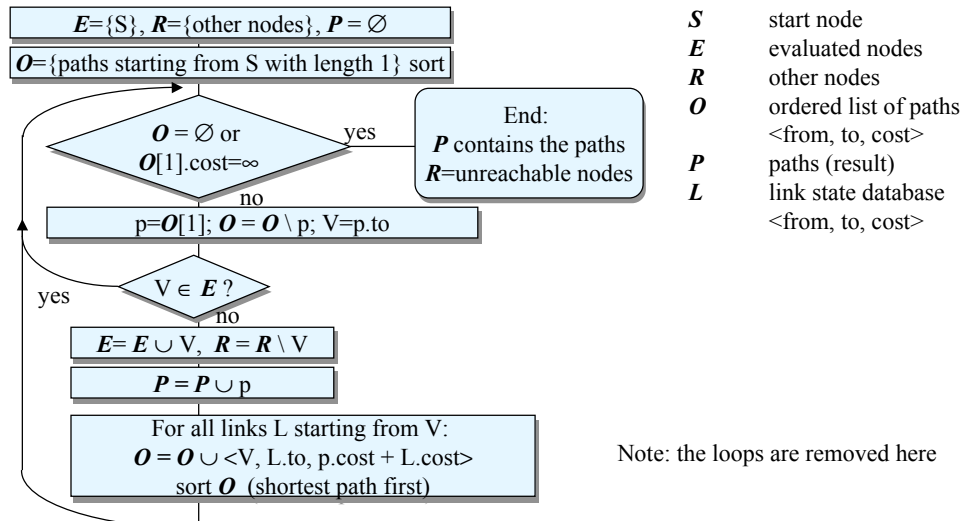 E={S}, R={other nodes}, P = ∅
O={paths starting from S with length 1} sort
O = ∅ or
O[1].cost=∞
yes
End:
P contains the paths
R=unreachable nodes
no
p=O[1]; O = O \ p; V=p.to
V ∈ E ?
yes
no
E= E ∪ V, R = R \ V
P = P ∪ p
For all links L starting from V:
O = O ∪ <V, L.to, p.cost + L.cost>
sort O (shortest path first)
S start node
E evaluated nodes
R other nodes
O ordered list of paths
<from, to, cost>
P paths (result)
L link state database
<from, to, cost>
Note: the loops are removed here